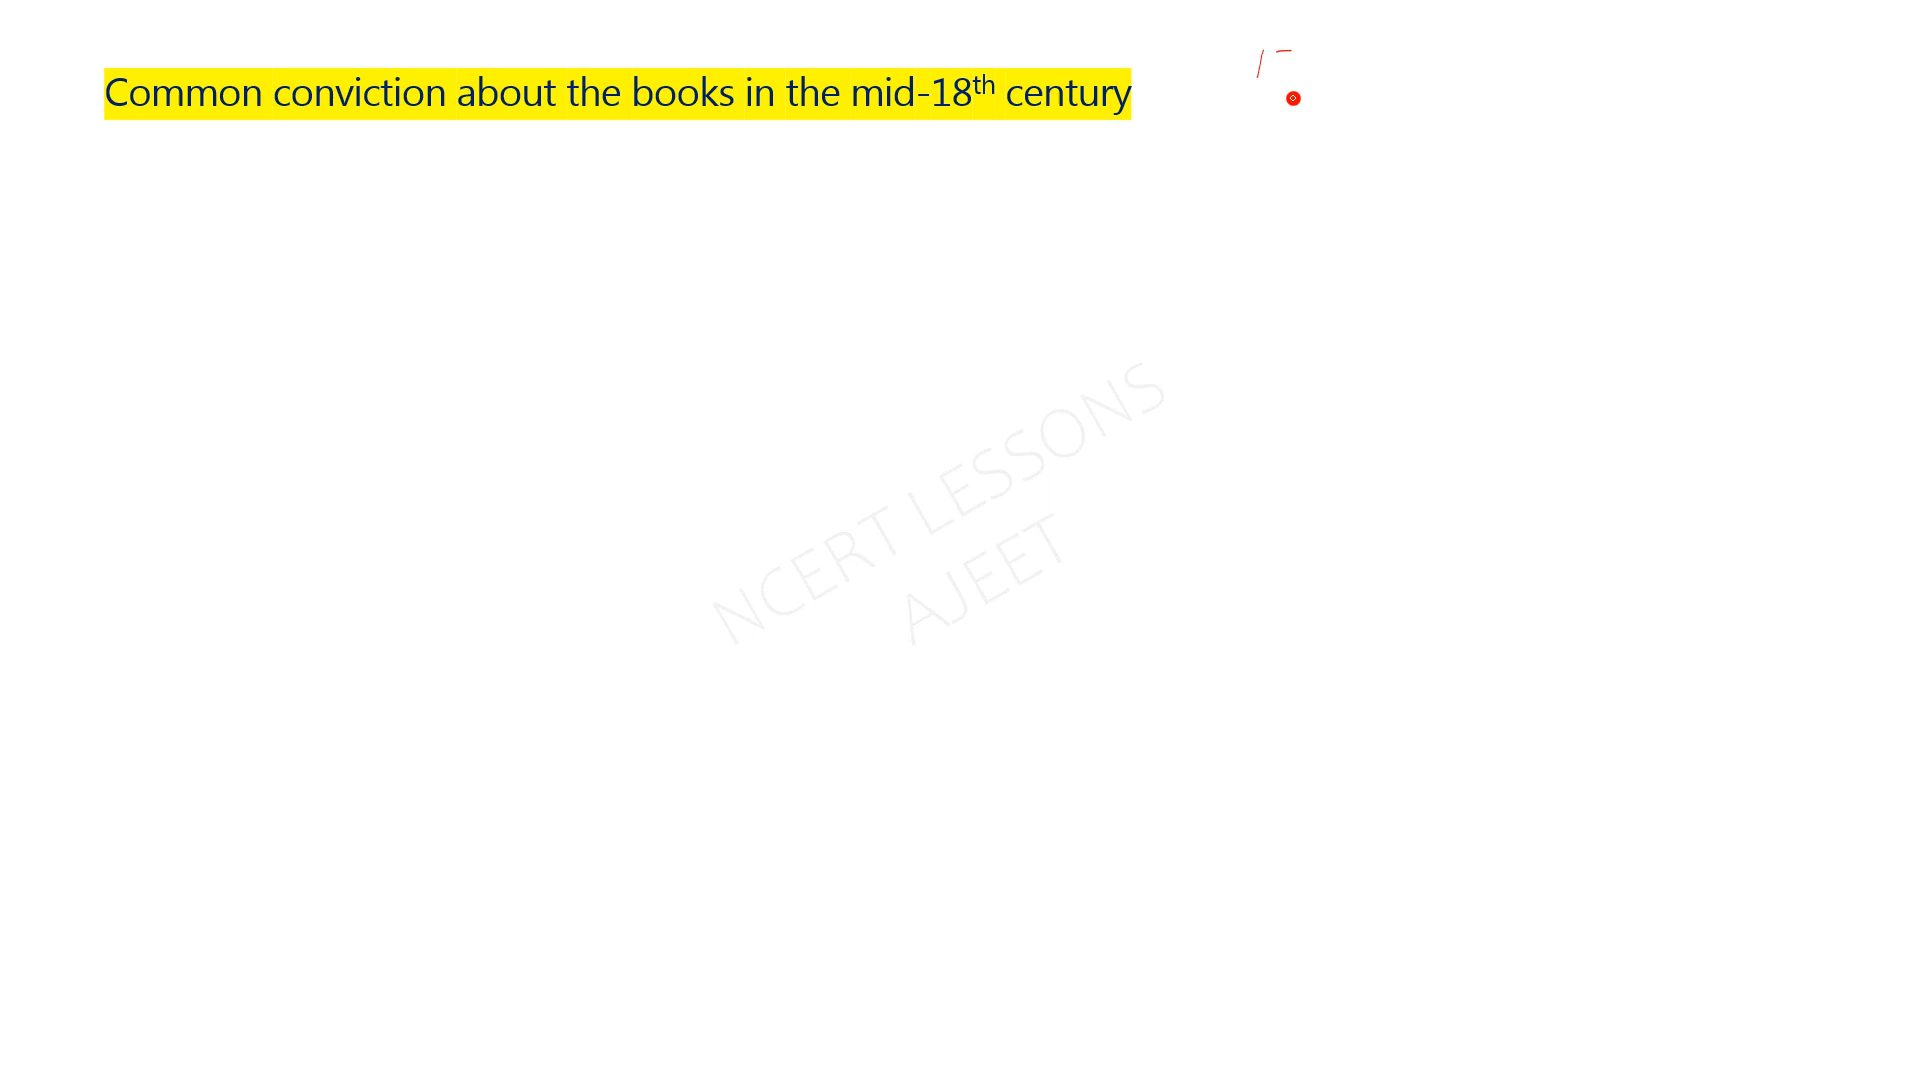 Common conviction about the books in the mid-18th century
NCERT LESSONS
AJEET